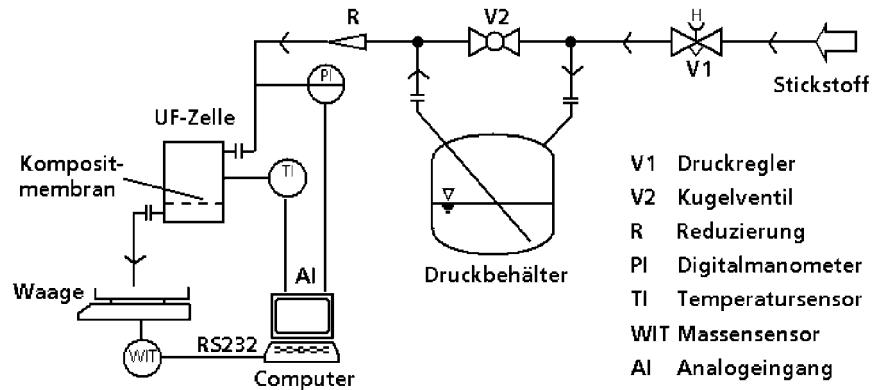 R
V2
H
V1
Stickstoff
PI
UF-Zelle
Komposit-
membran
TI
Druckbehälter
Waage
AI
WIT
RS232
Computer
V1 Druckregler
V2 Kugelventil
R Reduzierung
PI Digitalmanometer
TI Temperatursensor
WIT Massensensor
AI Analogeingang